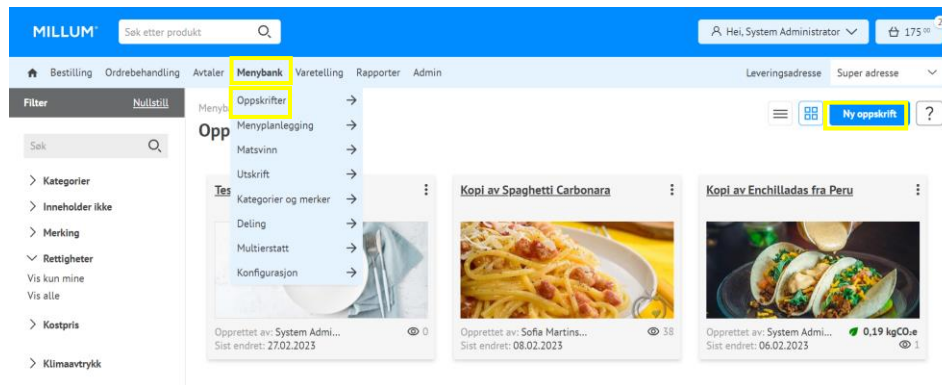 MILLUM
Søk etter produkt
Hei, System Administrator
175 00
2
Bestilling Ordrebehandling Avtaler Menybank Varetelling Rapporter Admin
Leveringsadresse Super adresse
Filter Nullstill
Søk
Kategorier
Inneholder ikke
Merking
Rettigheter
Vis kun mine
Vis alle
Kostpris
Klimaavtrykk
Menyb
Opp
Oppskrifter
Menyplanlegging
Matsvinn
Utskrift
Kategorier og merker
Deling
Multierstatt
Konfigurasjon
Ny oppskrift
?
Tes
Opprettet av: System Admi... 0
Sist endret: 27.02.2023
Kopi av Spaghetti Carbonara
Opprettet av: Sofia Martins... 38
Sist endret: 08.02.2023
Kopi av Enchilladas fra Peru
Opprettet av: System Admi... 0,19 kgCO₂e
Sist endret: 06.02.2023 1